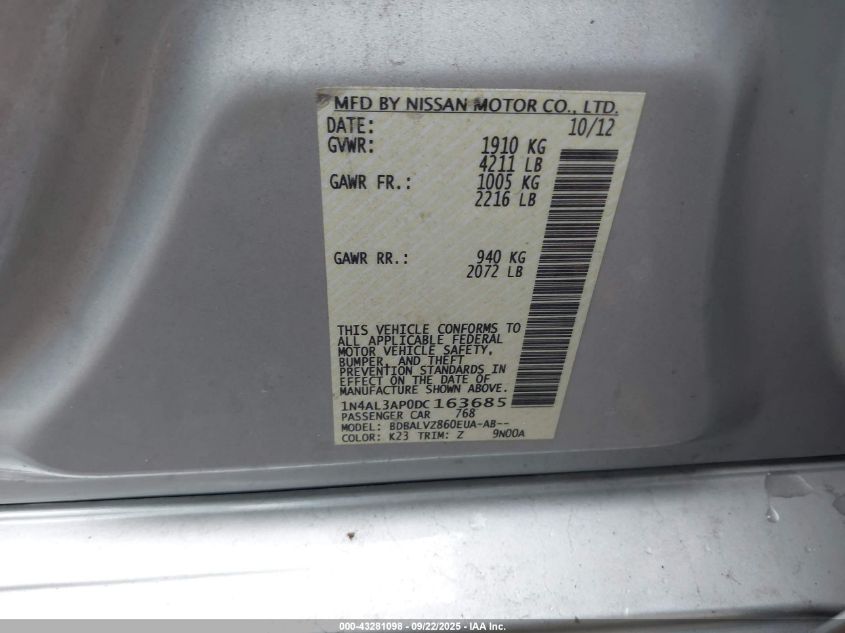 MFD BY NISSAN MOTOR CO., LTD.
DATE: 10/12
GVWR: 1910 KG
4211 LB
GAWR FR.: 1005 KG
2216 LB
GAWR RR.: 940 KG
2072 LB
THIS VEHICLE CONFORMS TO
ALL APPLICABLE FEDERAL
MOTOR VEHICLE SAFETY,
BUMPER, AND THEFT
PREVENTION STANDARDS IN
EFFECT ON THE DATE OF
MANUFACTURE SHOWN ABOVE.
1N4AL3AP0DC 163685
PASSENGER CAR 768
MODEL: BDBALVZ860EUA-AB--
COLOR: K23 TRIM: Z 9N00A
000-43281098 - 09/22/2025 - IAA Inc.